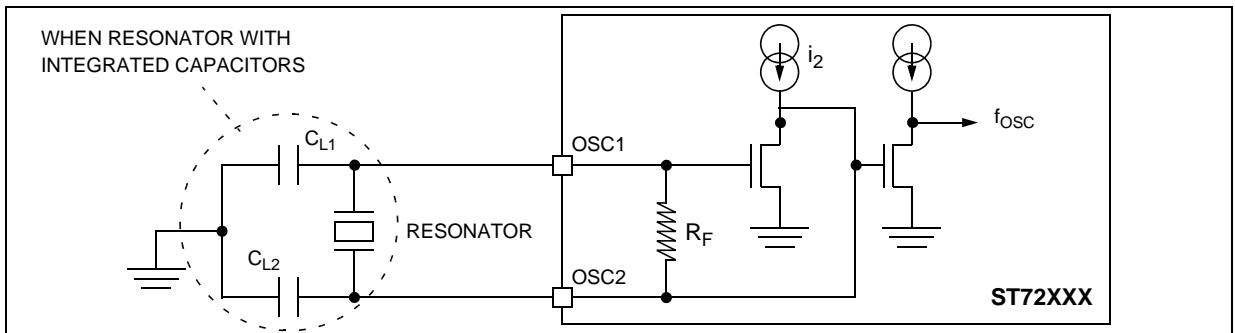 WHEN RESONATOR WITH
INTEGRATED CAPACITORS
i2
fOSC
CL1
OSC1
RESONATOR
RF
CL2
OSC2
ST72XXX